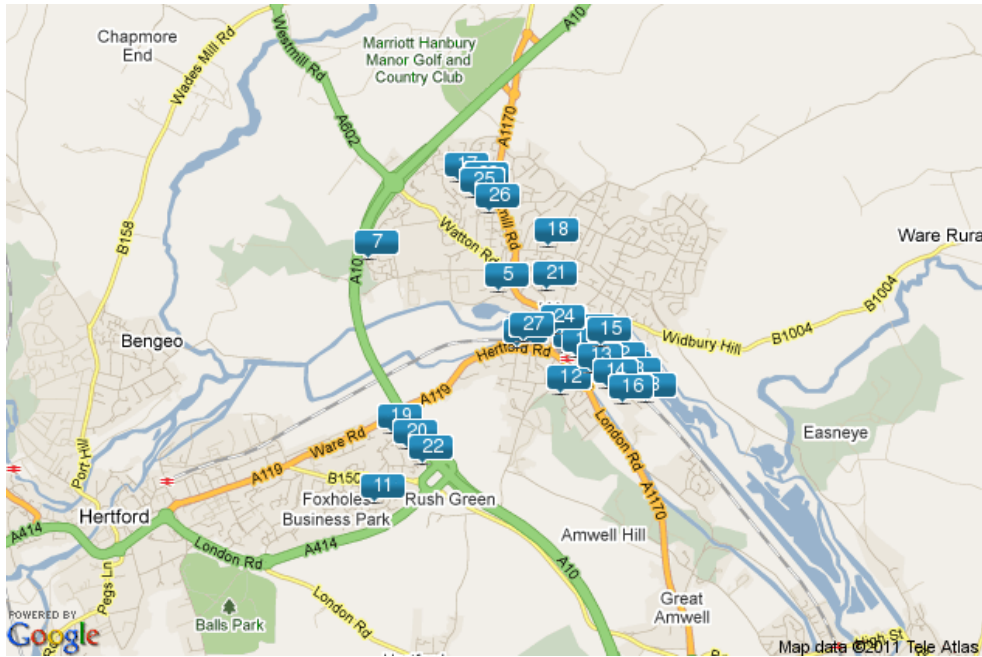 Chapmore
End
Wades Mill Rd
Westmill Rd
A10
Marriott Hanbury
Manor Golf and
Country Club
A602
A1170
17
25
26
B158
7
Watton Rd
18
Ware Rura
A10
5
21
B1004
24
27
15
Widbury Hill
B1004
Bengeo
Hertford Rd
13
14
12
16
A119
19
20
22
Ware Rd
A119
London Rd
Easneye
Port Hill
11
Foxholes
Business Park
Rush Green
Hertford
A1170
Amwell Hill
A414
London Rd
A414
A10
Pegs Ln
London Rd
Great
Amwell
Balls Park
POWERED BY
Google
High St
Map data ©2011 Tele Atlas